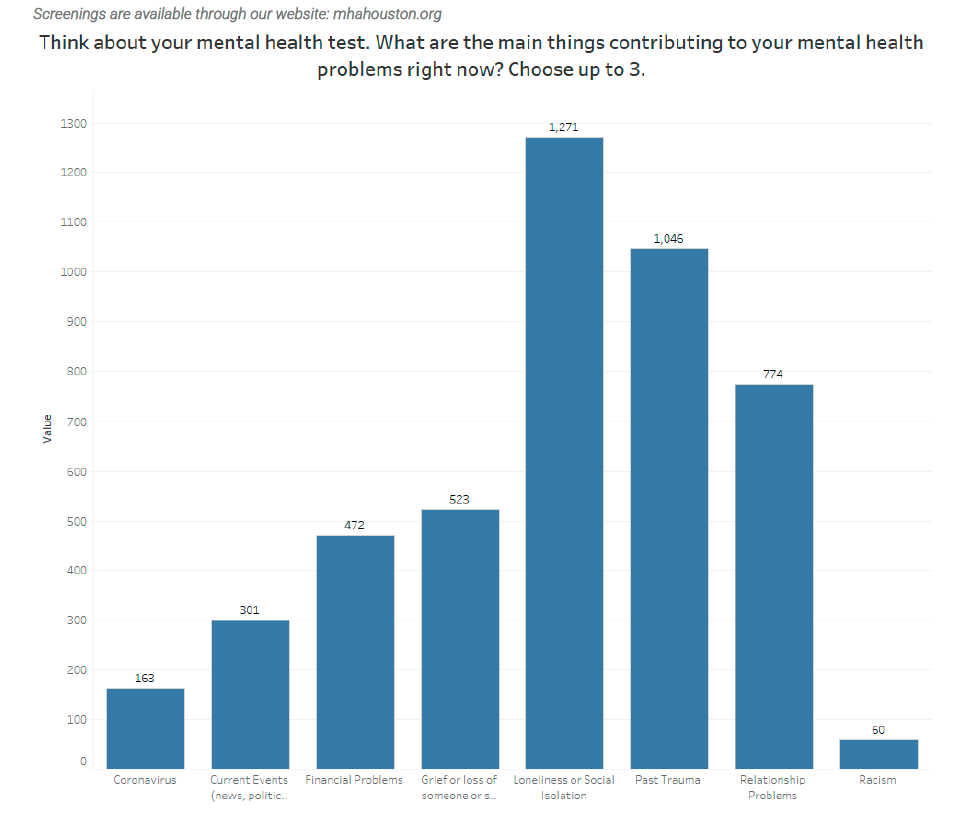 Screenings are available through our website: mhahouston.org
Think about your mental health test. What are the main things contributing to your mental health
problems right now? Choose up to 3.
1300
1200
1100
1000
900
800
700
600
500
400
300
200
100
0
Value
163
301
472
523
1,271
1,046
774
60
Coronavirus
Current Events
(news, politic..
Financial Problems
Grief or loss of
someone or s..
Loneliness or Social
Isolation
Past Trauma
Relationship
Problems
Racism